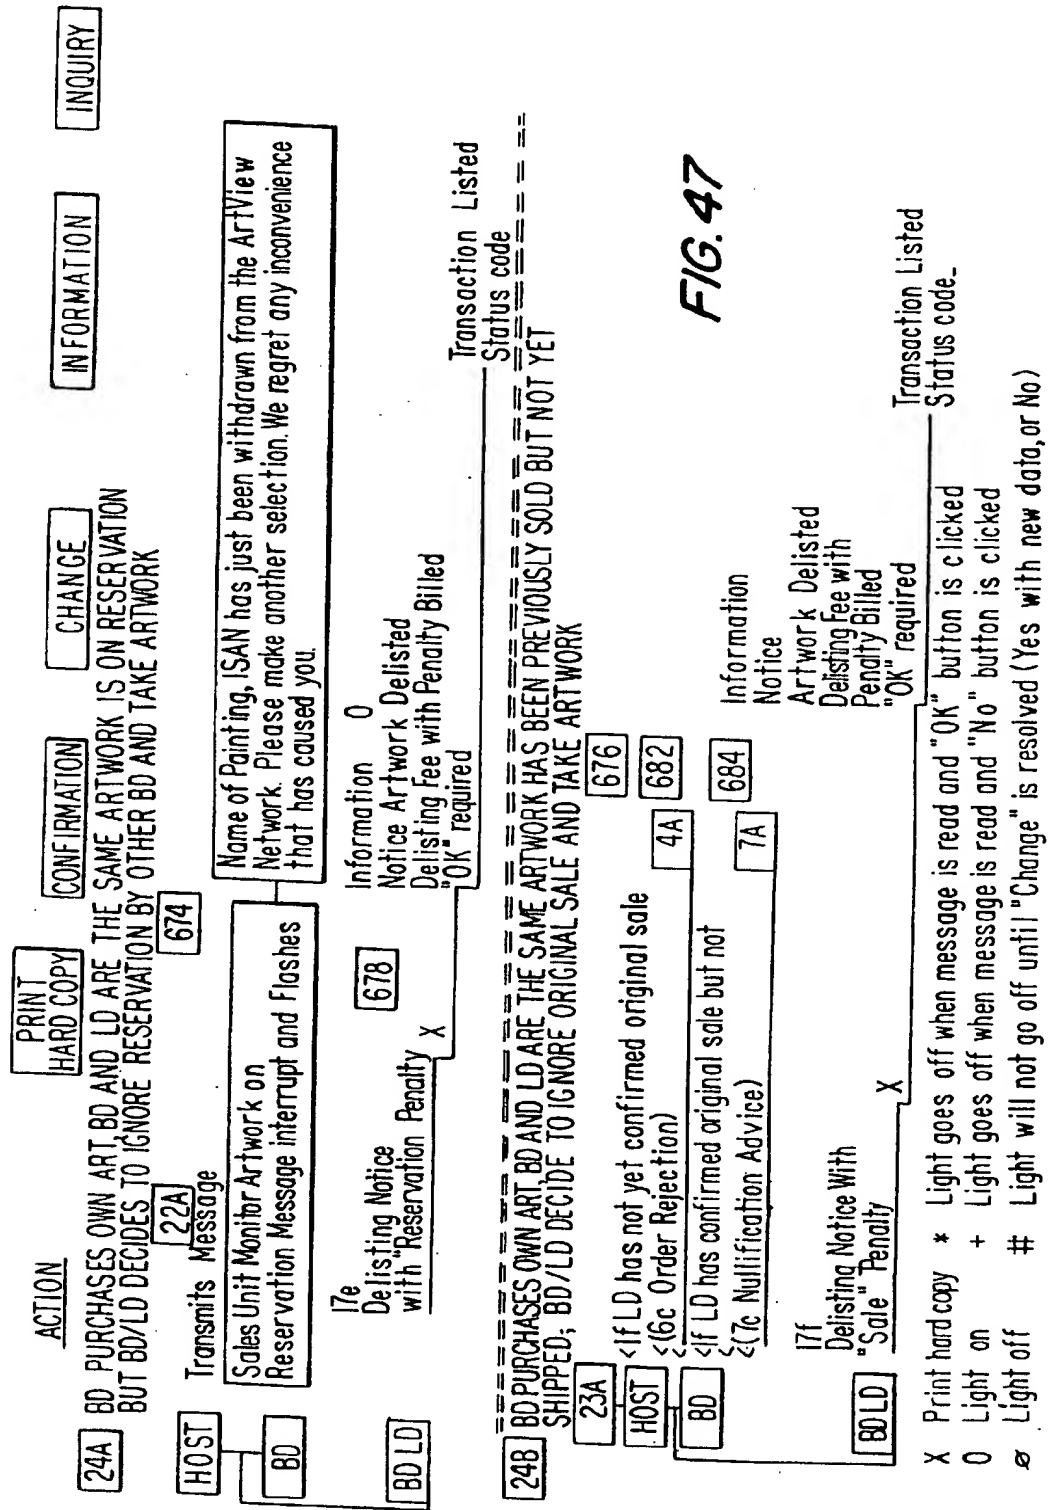 ACTION
PRINT
HARD COPY
CONFIRMATION
CHANGE
INFORMATION
INQUIRY
24A
BD PURCHASES OWN ART, BD AND LD ARE THE SAME ARTWORK IS ON RESERVATION
BUT BD/LD DECIDES TO IGNORE RESERVATION BY OTHER BD AND TAKE ARTWORK
22A
674
HOST
Transmits Message
BD
Sales Unit Monitor Artwork on
Reservation Message interrupt and Flashes
Name of Painting, ISAN has just been withdrawn from the ArtView
Network. Please make another selection. We regret any inconvenience
that has caused you.
BD LD
17e
Delisting Notice
with "Reservation Penalty
X
678
Information O
Notice Artwork Delisted
Delisting Fee with Penalty Billed
"OK" required
Transaction Listed
Status code
24B
BD PURCHASES OWN ART, BD AND LD ARE THE SAME ARTWORK HAS BEEN PREVIOUSLY SOLD BUT NOT YET
SHIPPED; BD/LD DECIDE TO IGNORE ORIGINAL SALE AND TAKE ARTWORK
23A
HOST
BD
<If LD has not yet confirmed original sale
<(6c Order Rejection)
<If LD has confirmed original sale but not
<
<(7c Nullification Advice)
4A
7A
676
682
684
BD LD
17f
Delisting Notice With
"Sale" Penalty
X
Information
Notice
Artwork Delisted
Delisting Fee with
Penalty Billed
"OK" required
Transaction Listed
Status code_
FIG. 47
X Print hard copy * Light goes off when message is read and "OK" button is clicked
O Light on + Light goes off when message is read and "No" button is clicked
ø Light off # Light will not go off until "Change" is resolved (Yes with new data, or No)